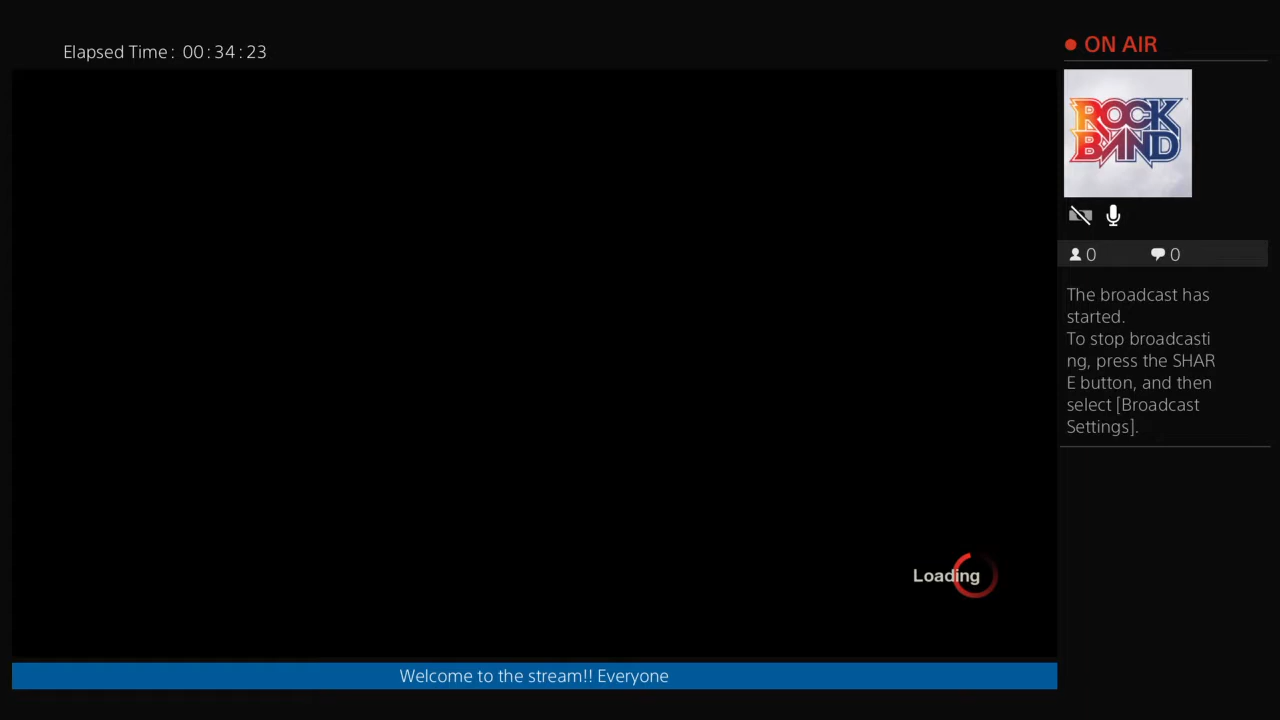 Elapsed Time: 00:34:23
ON AIR
ROCK
BAND
0
0
The broadcast has
started.
To stop broadcasti
ng, press the SHAR
E button, and then
select [Broadcast
Settings].
Loading
Welcome to the stream!! Everyone